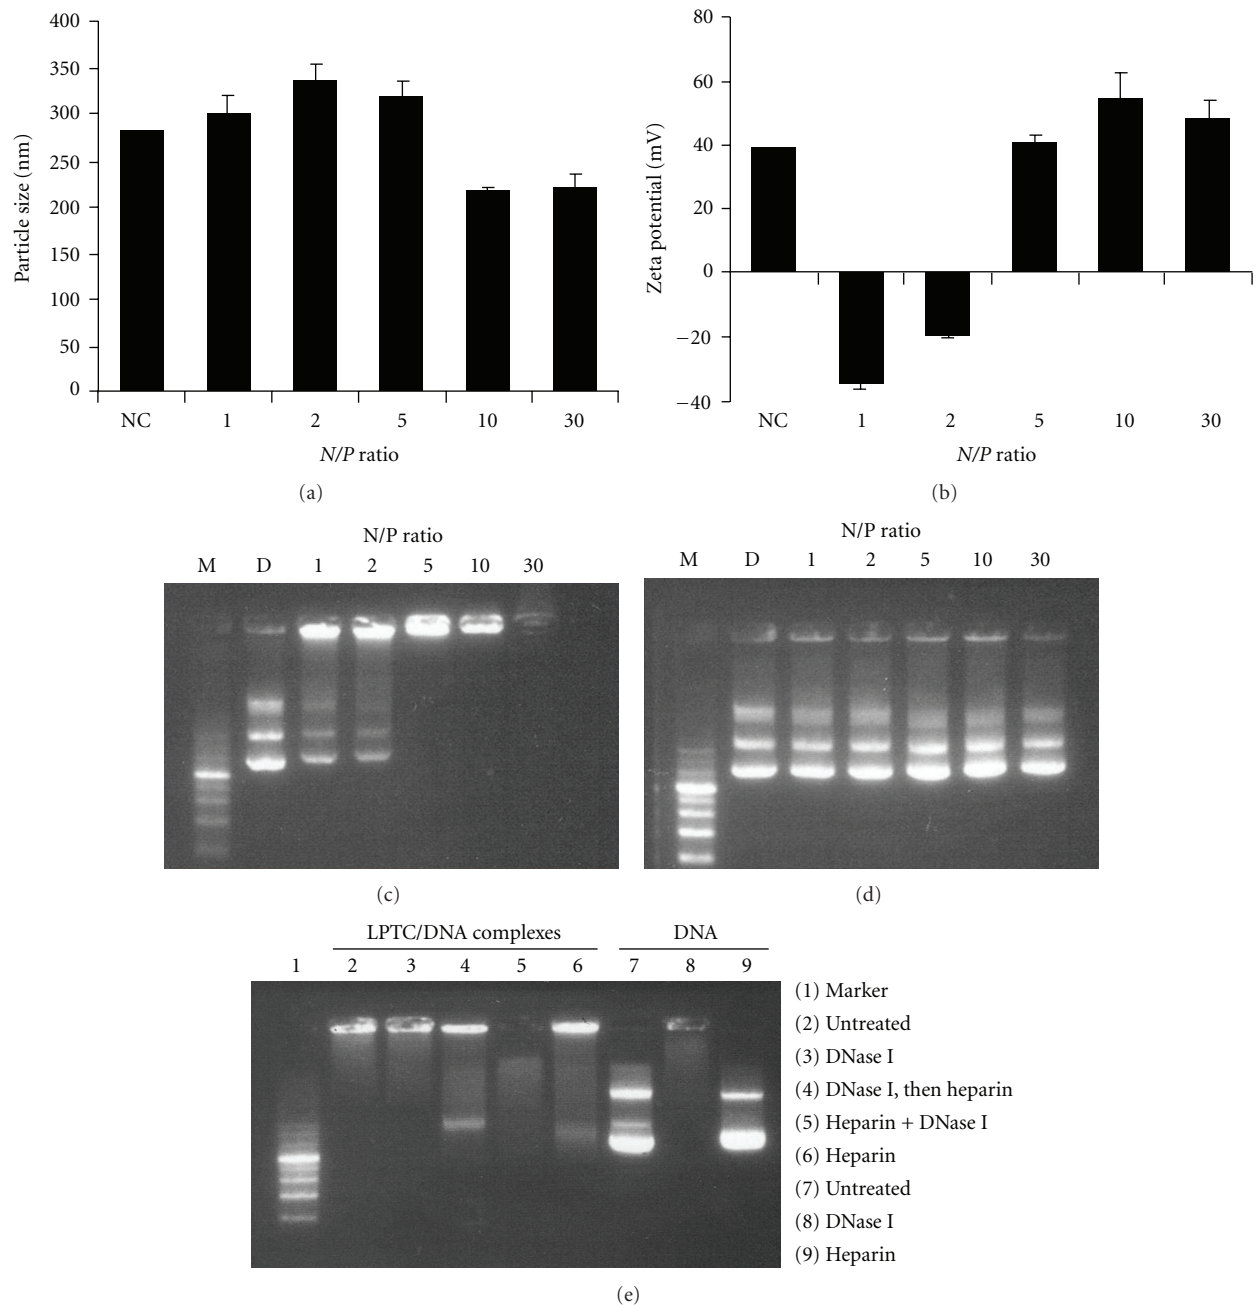 400
350
300
250
200
150
100
50
0
Particle size (nm)
NC 1 2 5 10 30
N/P ratio
(a)
80
60
40
20
0
−20
−40
Zeta potential (mV)
NC 1 2 5 10 30
N/P ratio
(b)
N/P ratio
M D 1 2 5 10 30
(c)
N/P ratio
M D 1 2 5 10 30
(d)
LPTC/DNA complexes DNA
1 2 3 4 5 6 7 8 9
(1) Marker
(2) Untreated
(3) DNase I
(4) DNase I, then heparin
(5) Heparin + DNase I
(6) Heparin
(7) Untreated
(8) DNase I
(9) Heparin
(e)